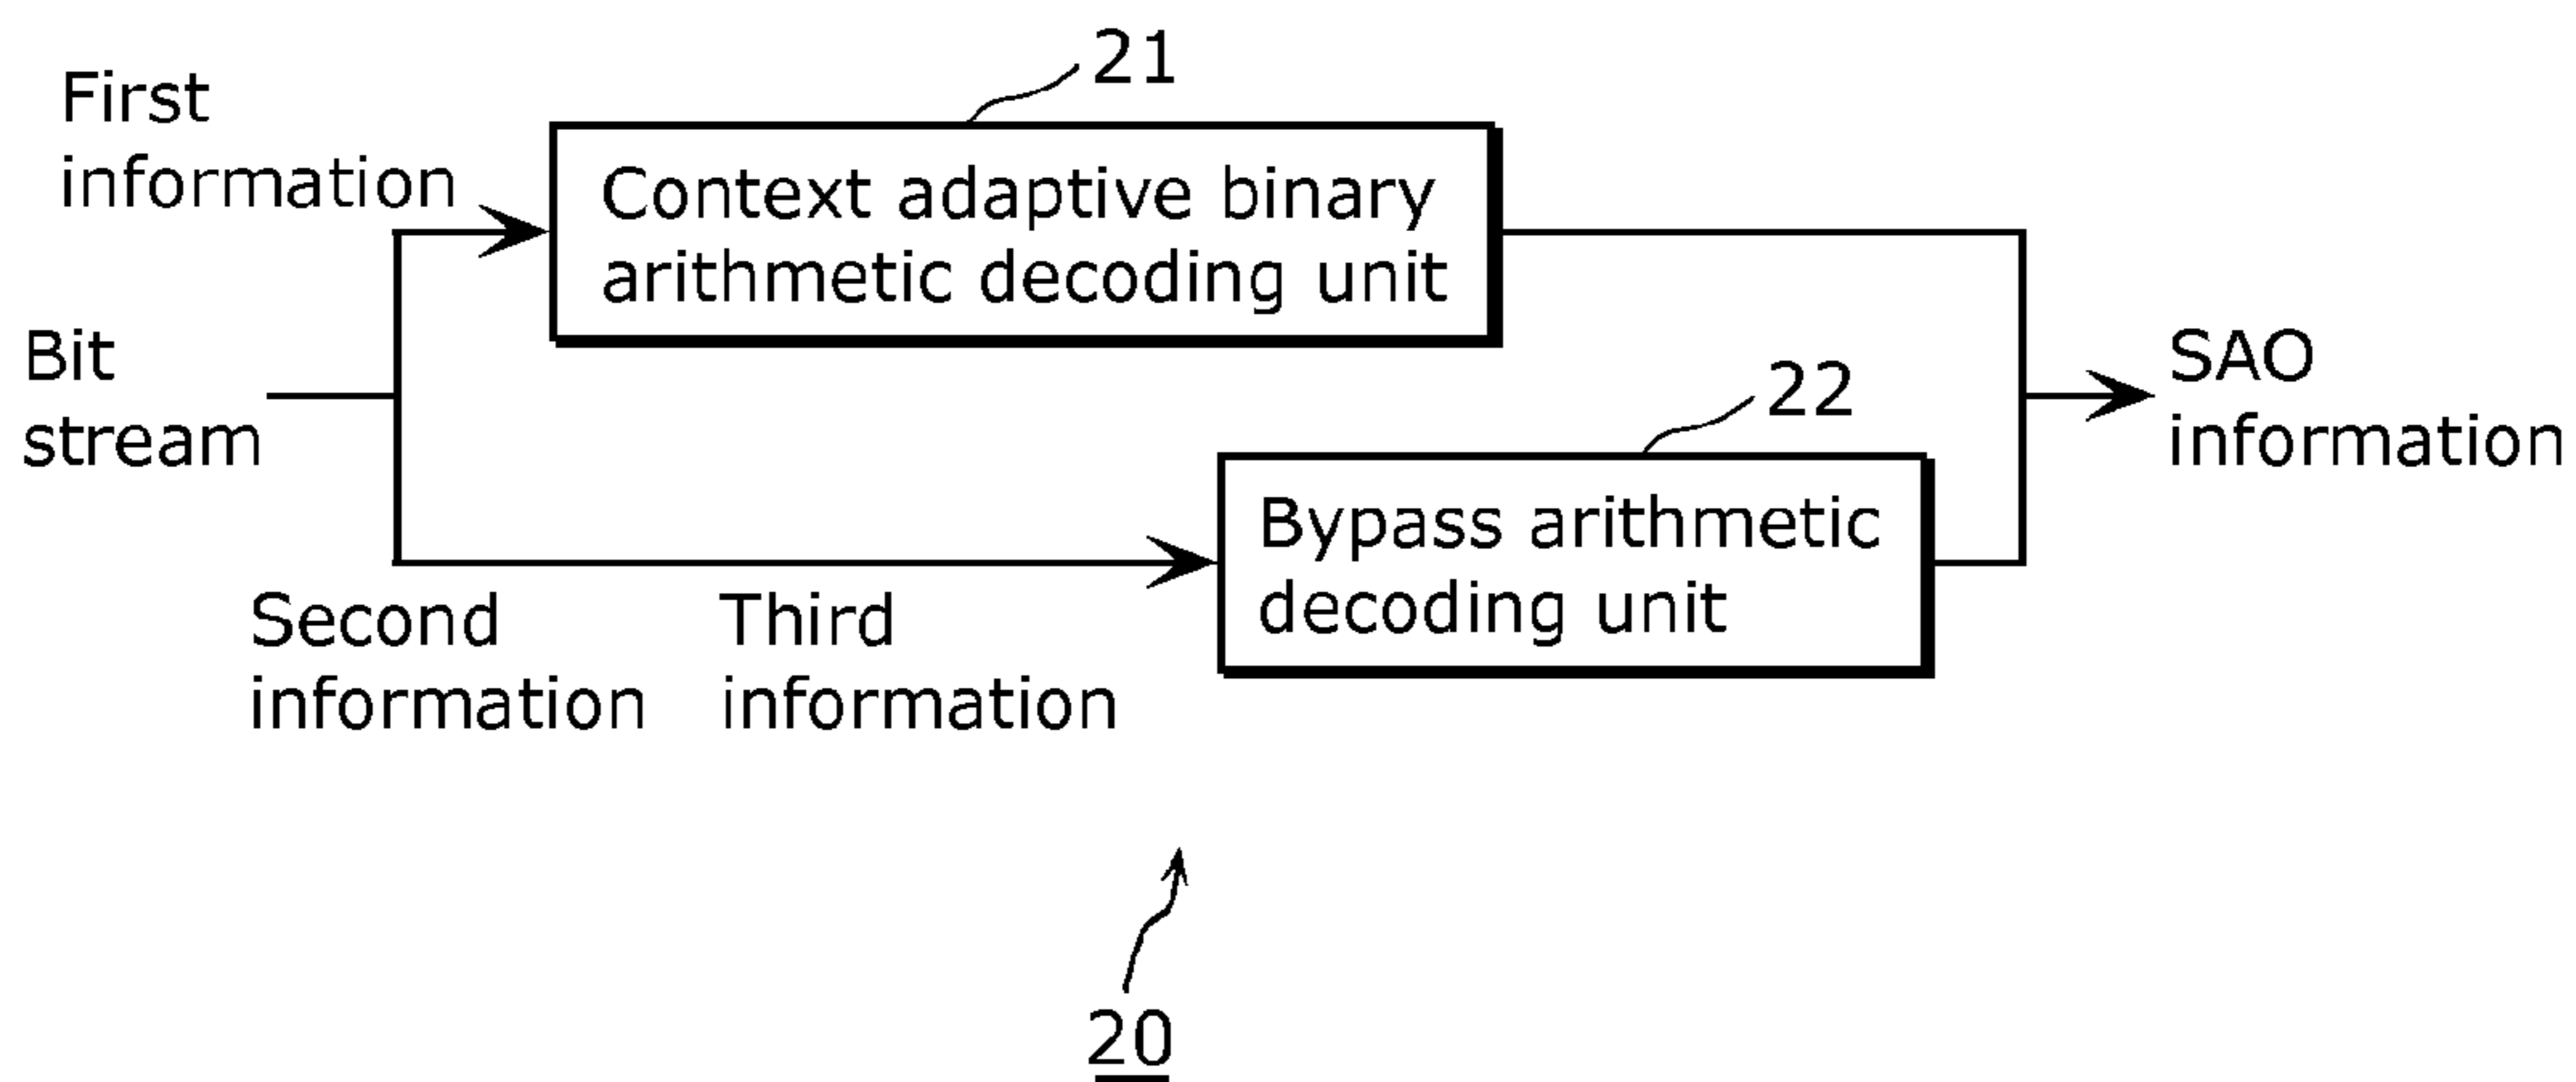 21
First
information
Context adaptive binary
arithmetic decoding unit
Bit
stream
22
SAO
information
Bypass arithmetic
decoding unit
Second
information
Third
information
20